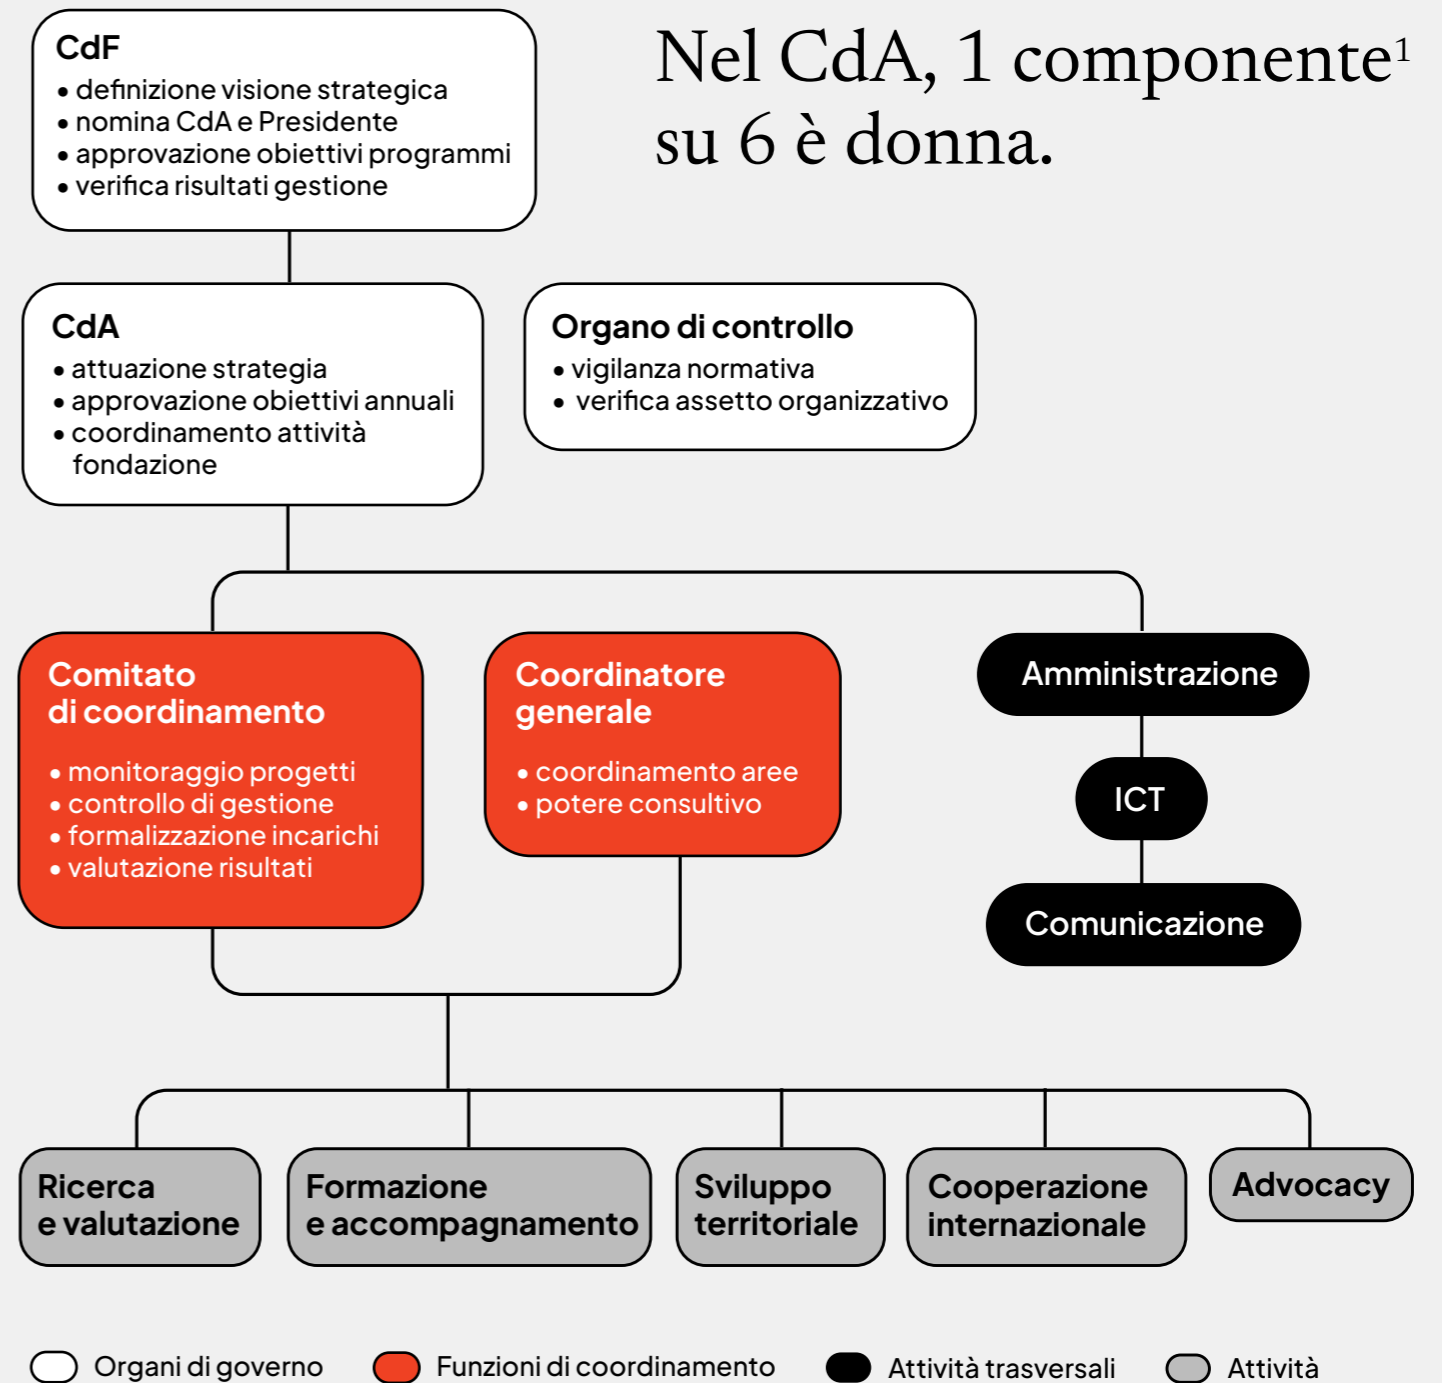 CdF
• definizione visione strategica
• nomina CdA e Presidente
• approvazione obiettivi programmi
• verifica risultati gestione
Nel CdA, 1 componente¹
su 6 è donna.
CdA
• attuazione strategia
• approvazione obiettivi annuali
• coordinamento attività
fondazione
Organo di controllo
• vigilanza normativa
• verifica assetto organizzativo
Comitato
di coordinamento
• monitoraggio progetti
• controllo di gestione
• formalizzazione incarichi
• valutazione risultati
Coordinatore
generale
• coordinamento aree
• potere consultivo
Amministrazione
ICT
Comunicazione
Ricerca
e valutazione
Formazione
e accompagnamento
Sviluppo
territoriale
Cooperazione
internazionale
Advocacy
Organi di governo
Funzioni di coordinamento
Attività trasversali
Attività